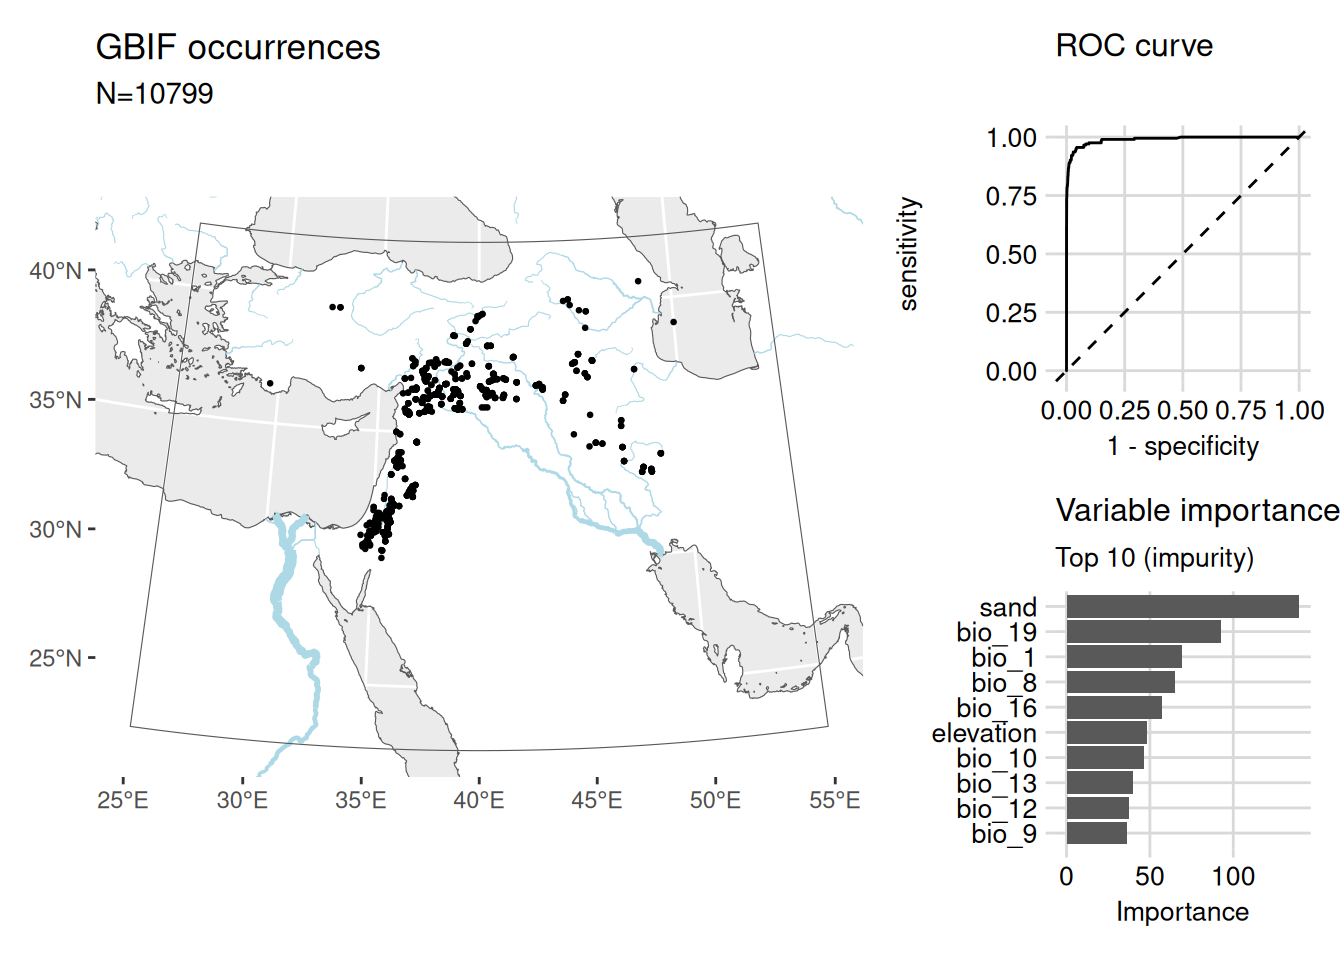 GBIF occurrences
N=10799
40°N
35°N
30°N
25°N
25°E 30°E 35°E 40°E 45°E 50°E 55°E
ROC curve
sensitivity
1.00
0.75
0.50
0.25
0.00
0.00 0.25 0.50 0.75 1.00
1 - specificity
Variable importance
Top 10 (impurity)
sand
bio_19
bio_1
bio_8
bio_16
elevation
bio_10
bio_13
bio_12
bio_9
0 50 100
Importance